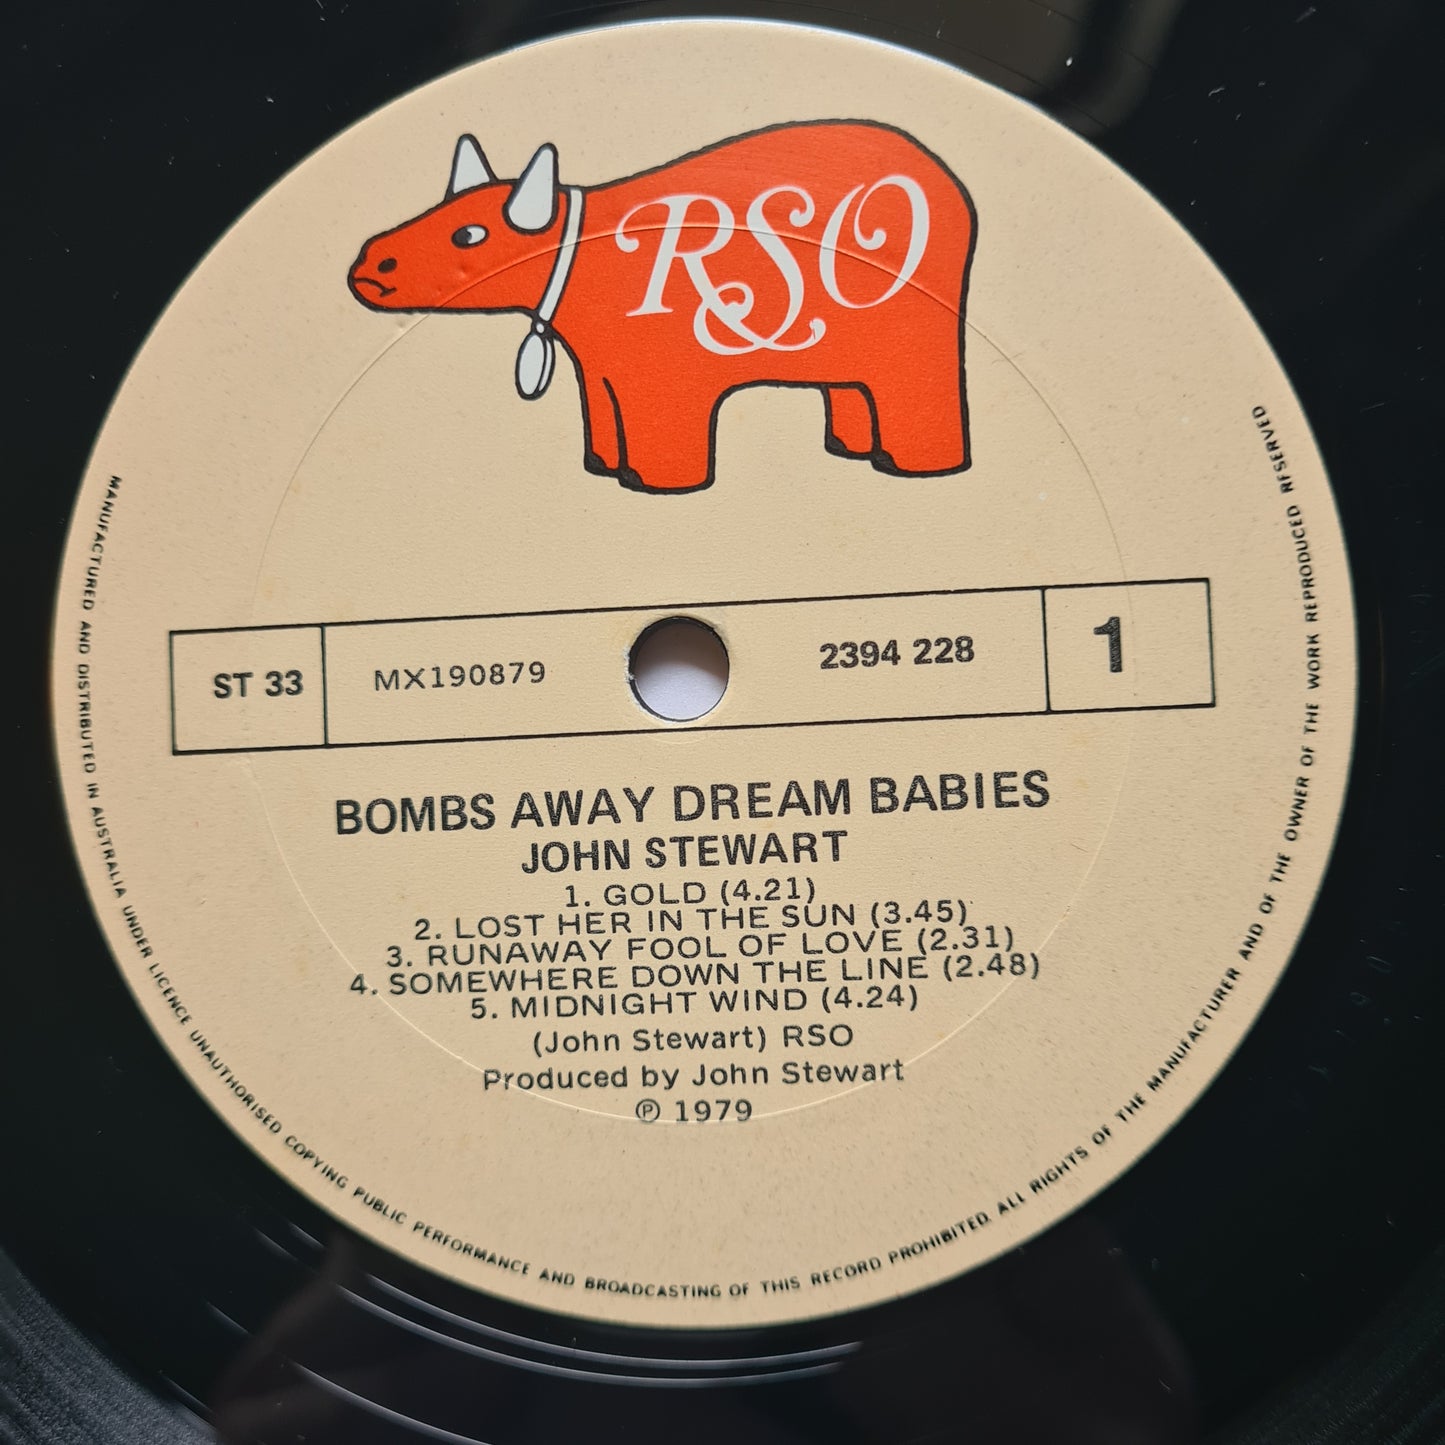 RSO
ST 33 MX190879 2394 228 1
BOMBS AWAY DREAM BABIES
JOHN STEWART
1. GOLD (4.21)
2. LOST HER IN THE SUN (3.45)
3. RUNAWAY FOOL OF LOVE (2.31)
4. SOMEWHERE DOWN THE LINE (2.48)
5. MIDNIGHT WIND (4.24)
(John Stewart) RSO
Produced by John Stewart
℗ 1979
MANUFACTURED AND DISTRIBUTED IN AUSTRALIA UNDER LICENCE UNAUTHORISED COPYING PUBLIC PERFORMANCE AND BROADCASTING OF THIS RECORD PROHIBITED. ALL RIGHTS OF THE MANUFACTURER AND OF THE OWNER OF THE WORK REPRODUCED RESERVED